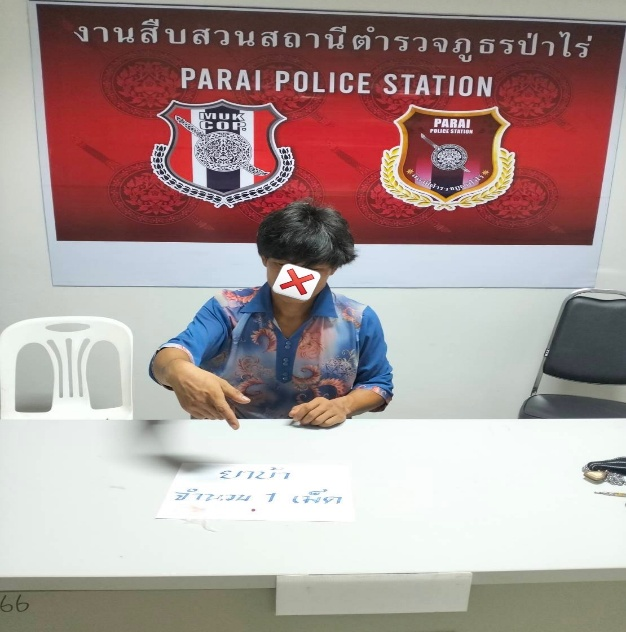 งานสืบสวนสถานีตำรวจภูธรป่าไร่
PARAI POLICE STATION
MUK
COP
PARAI
POLICE STATION
ยาบ้า
จำนวน 1 เม็ด
66